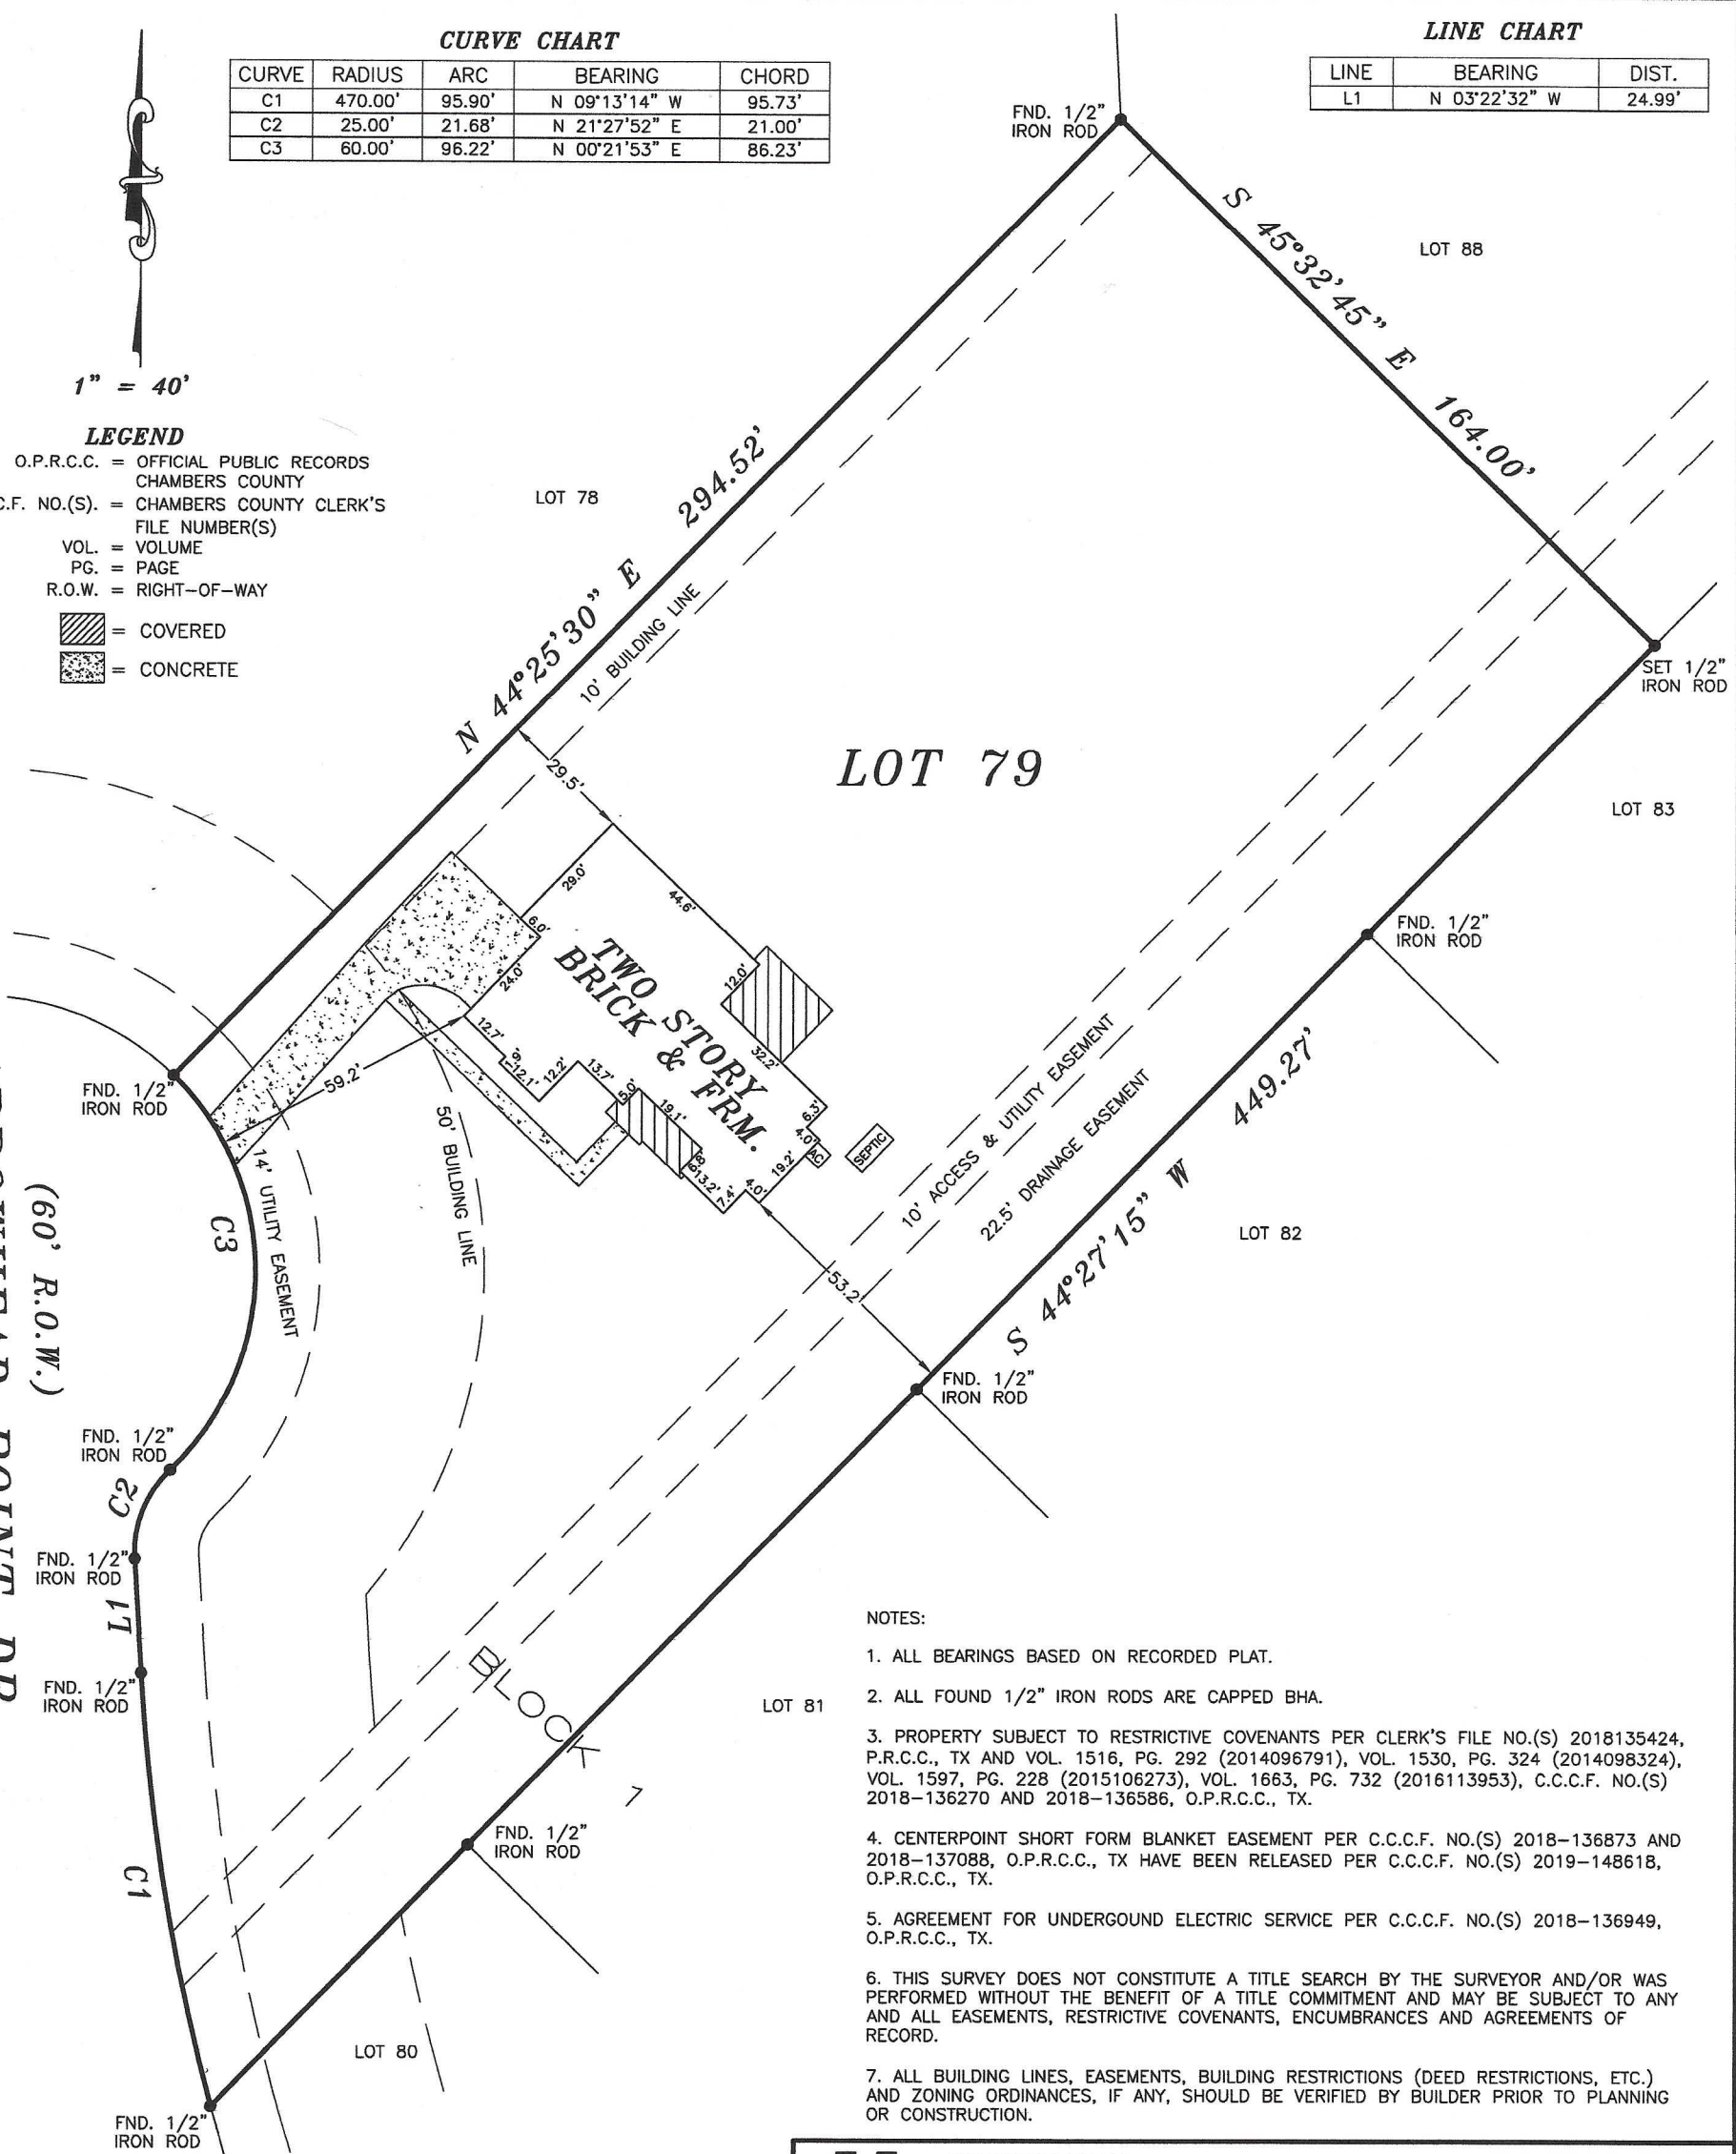 CURVE CHART
CURVE RADIUS ARC BEARING CHORD
C1 470.00' 95.90' N 09°13'14" W 95.73'
C2 25.00' 21.68' N 21°27'52" E 21.00'
C3 60.00' 96.22' N 00°21'53" E 86.23'
LINE CHART
LINE BEARING DIST.
L1 N 03°22'32" W 24.99'
1" = 40'
LEGEND
O.P.R.C.C. = OFFICIAL PUBLIC RECORDS
CHAMBERS COUNTY
C.F. NO.(S). = CHAMBERS COUNTY CLERK'S
FILE NUMBER(S)
VOL. = VOLUME
PG. = PAGE
R.O.W. = RIGHT-OF-WAY
= COVERED
= CONCRETE
FND. 1/2"
IRON ROD
S 45°32'45" E 164.00'
LOT 88
LOT 78
N 44°25'30" E 294.52'
10' BUILDING LINE
SET 1/2"
IRON ROD
LOT 79
LOT 83
29.5'
29.0'
44.6'
6.0'
24.0'
TWO STORY
BRICK & FRM.
12.0'
32.2'
12.7'
.9'
12.1'
12.2'
13.7'
5.0'
19.1'
6.3'
4.0'
AC
SEPTIC
19.2'
4.0'
7.4'
13.2'
59.2'
53.2'
FND. 1/2"
IRON ROD
10' ACCESS & UTILITY EASEMENT
22.5' DRAINAGE EASEMENT
S 44°27'15" W 449.27'
LOT 82
FND. 1/2"
IRON ROD
14' UTILITY EASEMENT
50' BUILDING LINE
C3
(60' R.O.W.)
POINT DR
FND. 1/2"
IRON ROD
FND. 1/2"
IRON ROD
C2
FND. 1/2"
IRON ROD
L1
FND. 1/2"
IRON ROD
C1
BLOCK 1
LOT 81
FND. 1/2"
IRON ROD
LOT 80
FND. 1/2"
IRON ROD
NOTES:
1. ALL BEARINGS BASED ON RECORDED PLAT.
2. ALL FOUND 1/2" IRON RODS ARE CAPPED BHA.
3. PROPERTY SUBJECT TO RESTRICTIVE COVENANTS PER CLERK'S FILE NO.(S) 2018135424,
P.R.C.C., TX AND VOL. 1516, PG. 292 (2014096791), VOL. 1530, PG. 324 (2014098324),
VOL. 1597, PG. 228 (2015106273), VOL. 1663, PG. 732 (2016113953), C.C.C.F. NO.(S)
2018-136270 AND 2018-136586, O.P.R.C.C., TX.
4. CENTERPOINT SHORT FORM BLANKET EASEMENT PER C.C.C.F. NO.(S) 2018-136873 AND
2018-137088, O.P.R.C.C., TX HAVE BEEN RELEASED PER C.C.C.F. NO.(S) 2019-148618,
O.P.R.C.C., TX.
5. AGREEMENT FOR UNDERGOUND ELECTRIC SERVICE PER C.C.C.F. NO.(S) 2018-136949,
O.P.R.C.C., TX.
6. THIS SURVEY DOES NOT CONSTITUTE A TITLE SEARCH BY THE SURVEYOR AND/OR WAS
PERFORMED WITHOUT THE BENEFIT OF A TITLE COMMITMENT AND MAY BE SUBJECT TO ANY
AND ALL EASEMENTS, RESTRICTIVE COVENANTS, ENCUMBRANCES AND AGREEMENTS OF
RECORD.
7. ALL BUILDING LINES, EASEMENTS, BUILDING RESTRICTIONS (DEED RESTRICTIONS, ETC.)
AND ZONING ORDINANCES, IF ANY, SHOULD BE VERIFIED BY BUILDER PRIOR TO PLANNING
OR CONSTRUCTION.